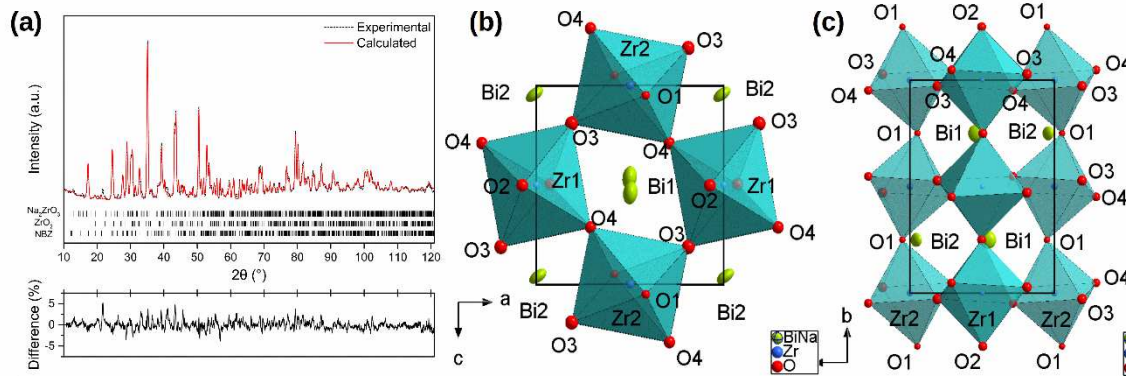 (a)
Experimental
Calculated
Intensity (a.u.)
Na2ZrO3
ZrO2
NBZ
10 20 30 40 50 60 70 80 90 100 110 120
2θ (°)
Difference (%)
5
0
-5
(b)
O4
Zr2
O3
Bi2
O1
Bi2
O4
O3
O4
O3
O2
Zr1
Bi1
O2
Zr1
O3
O4
O3
O4
Bi2
O1
Bi2
Zr2
O3
O4
a
c
BiNa
Zr
O
(c)
O1
O2
O1
O3
O4
O3
O4
O4
O3
O4
O1
Bi1
Bi2
O1
O4
O3
O3
O4
O1
Bi2
Bi1
O1
O4
O3
Zr2
Zr1
Zr2
O1
O2
O1
b